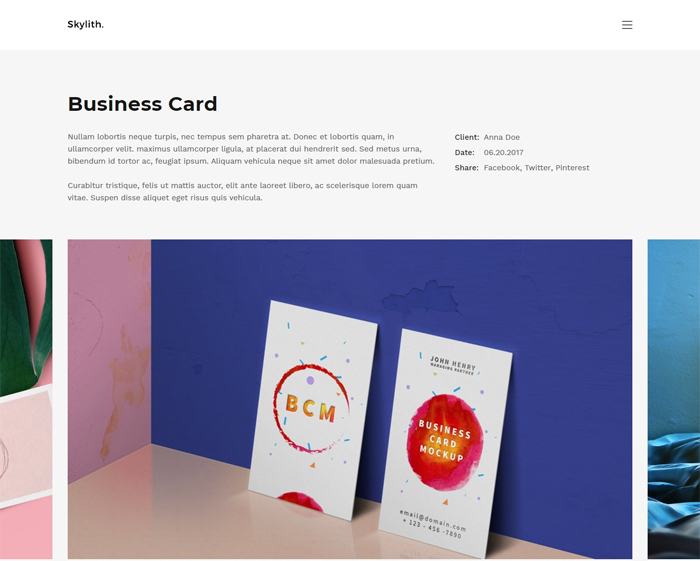 Skylith.
Business Card
Nullam lobortis neque turpis, nec tempus sem pharetra at. Donec et lobortis quam, in
ullamcorper velit. maximus ullamcorper ligula, at placerat dui hendrerit sed. Sed metus urna,
bibendum id tortor ac, feugiat ipsum. Aliquam vehicula neque sit amet dolor malesuada pretium.
Curabitur tristique, felis ut mattis auctor, elit ante laoreet libero, ac scelerisque lorem quam
vitae. Suspen disse aliquet eget risus quis vehicula.
Client: Anna Doe
Date: 06.20.2017
Share: Facebook, Twitter, Pinterest
BCM
JOHN HENRY
MANAGING PARTNER
BUSINESS
CARD
MOCKUP
email@domain.com
+ 123 - 456 -7890